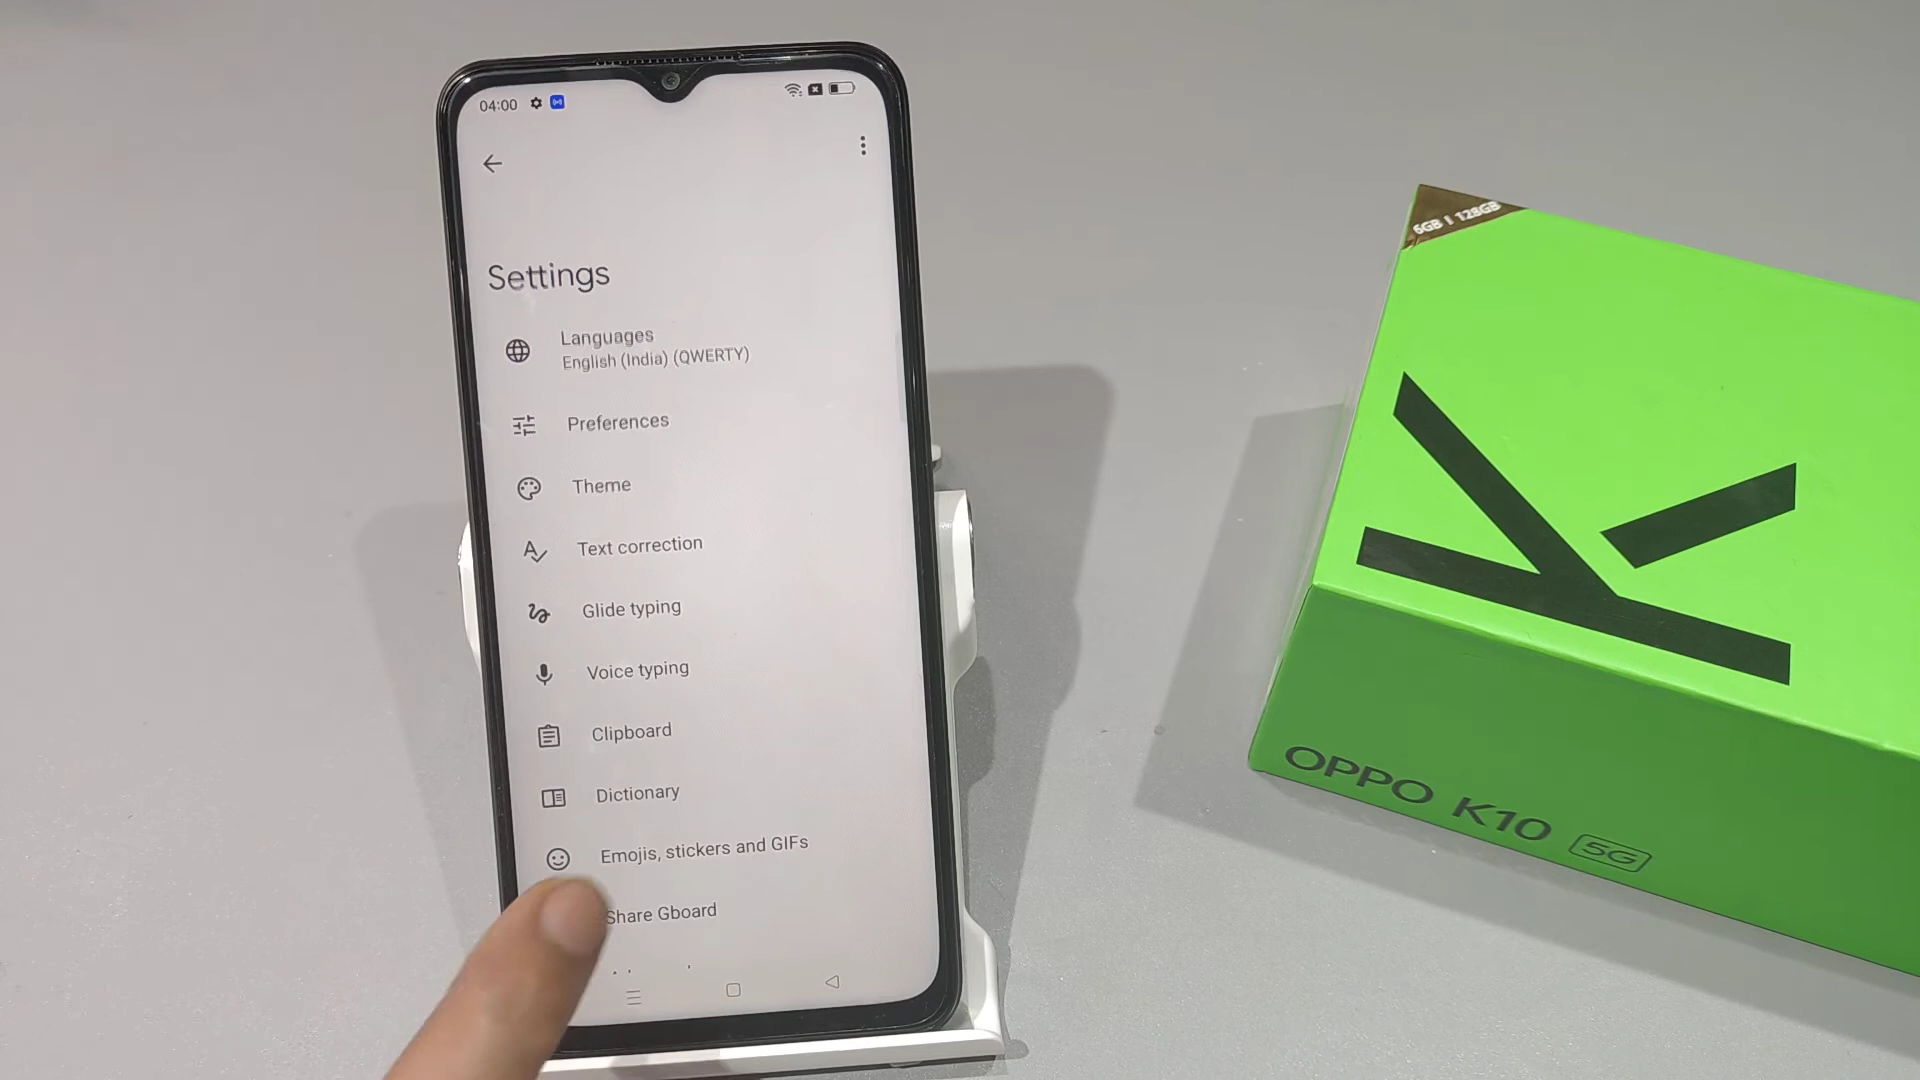 04:00
Settings
Languages
English (India) (QWERTY)
Preferences
Theme
Text correction
Glide typing
Voice typing
Clipboard
Dictionary
Emojis, stickers and GIFs
Share Gboard
6GB | 128GB
K
OPPO K10 5G